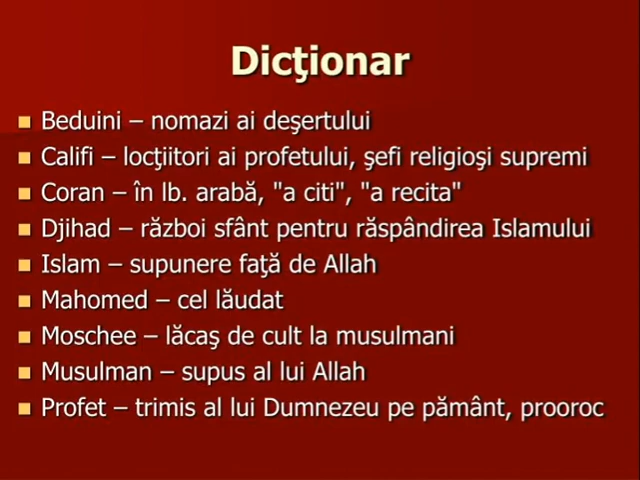 Dicţionar
Beduini – nomazi ai deşertului
Califi – locţiitori ai profetului, şefi religioşi supremi
Coran – în lb. arabă, "a citi", "a recita"
Djihad – război sfânt pentru răspândirea Islamului
Islam – supunere faţă de Allah
Mahomed – cel lăudat
Moschee – lăcaş de cult la musulmani
Musulman – supus al lui Allah
Profet – trimis al lui Dumnezeu pe pământ, prooroc